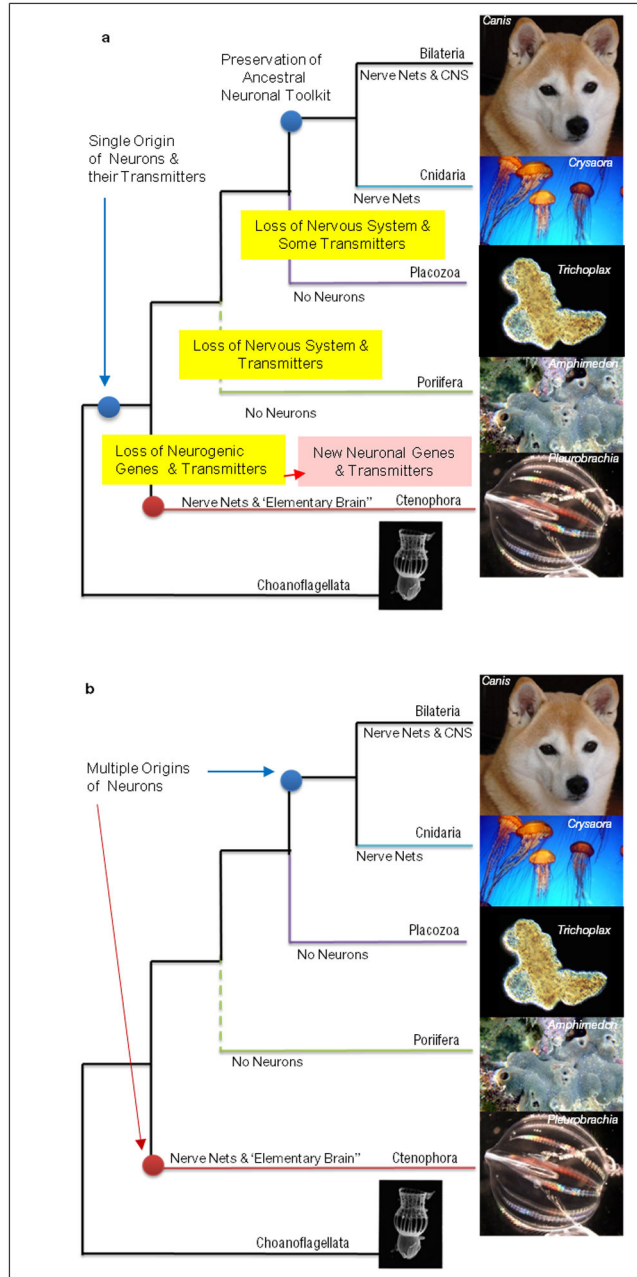 a
Canis
Preservation of
Ancestral
Neuronal Toolkit
Bilateria
Nerve Nets & CNS
Single Origin
of Neurons &
their Transmitters
Crysaora
Cnidaria
Nerve Nets
Loss of Nervous System &
Some Transmitters
Trichoplax
Placozoa
No Neurons
Loss of Nervous System &
Transmitters
Amphimedon
Poriifera
No Neurons
Loss of Neurogenic
Genes & Transmitters
New Neuronal Genes
& Transmitters
Pleurobrachia
Nerve Nets & ‘Elementary Brain”
Ctenophora
Choanoflagellata
b
Canis
Bilateria
Nerve Nets & CNS
Multiple Origins
of Neurons
Crysaora
Cnidaria
Nerve Nets
Trichoplax
Placozoa
No Neurons
Amphimedon
Poriifera
No Neurons
Pleurobrachia
Nerve Nets & ‘Elementary Brain”
Ctenophora
Choanoflagellata